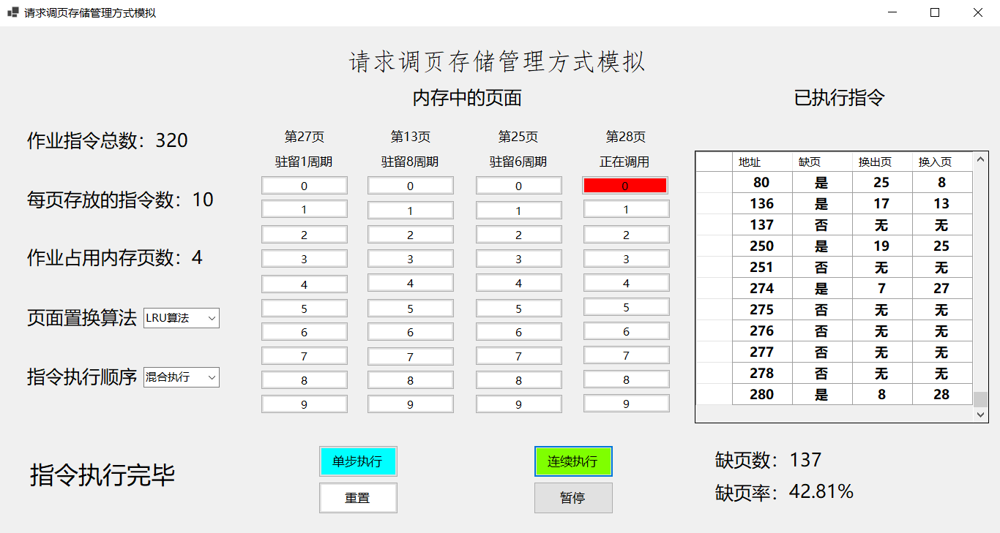 请求调页存储管理方式模拟
请求调页存储管理方式模拟
内存中的页面
已执行指令
作业指令总数：320
每页存放的指令数：10
作业占用内存页数：4
页面置换算法 LRU算法
指令执行顺序 混合执行
第27页 第13页 第25页 第28页
驻留1周期 驻留8周期 驻留6周期 正在调用
0 0 0 0
1 1 1 1
2 2 2 2
3 3 3 3
4 4 4 4
5 5 5 5
6 6 6 6
7 7 7 7
8 8 8 8
9 9 9 9
地址 缺页 换出页 换入页
80 是 25 8
136 是 17 13
137 否 无 无
250 是 19 25
251 否 无 无
274 是 7 27
275 否 无 无
276 否 无 无
277 否 无 无
278 否 无 无
280 是 8 28
指令执行完毕
单步执行 连续执行
重置 暂停
缺页数：137
缺页率：42.81%